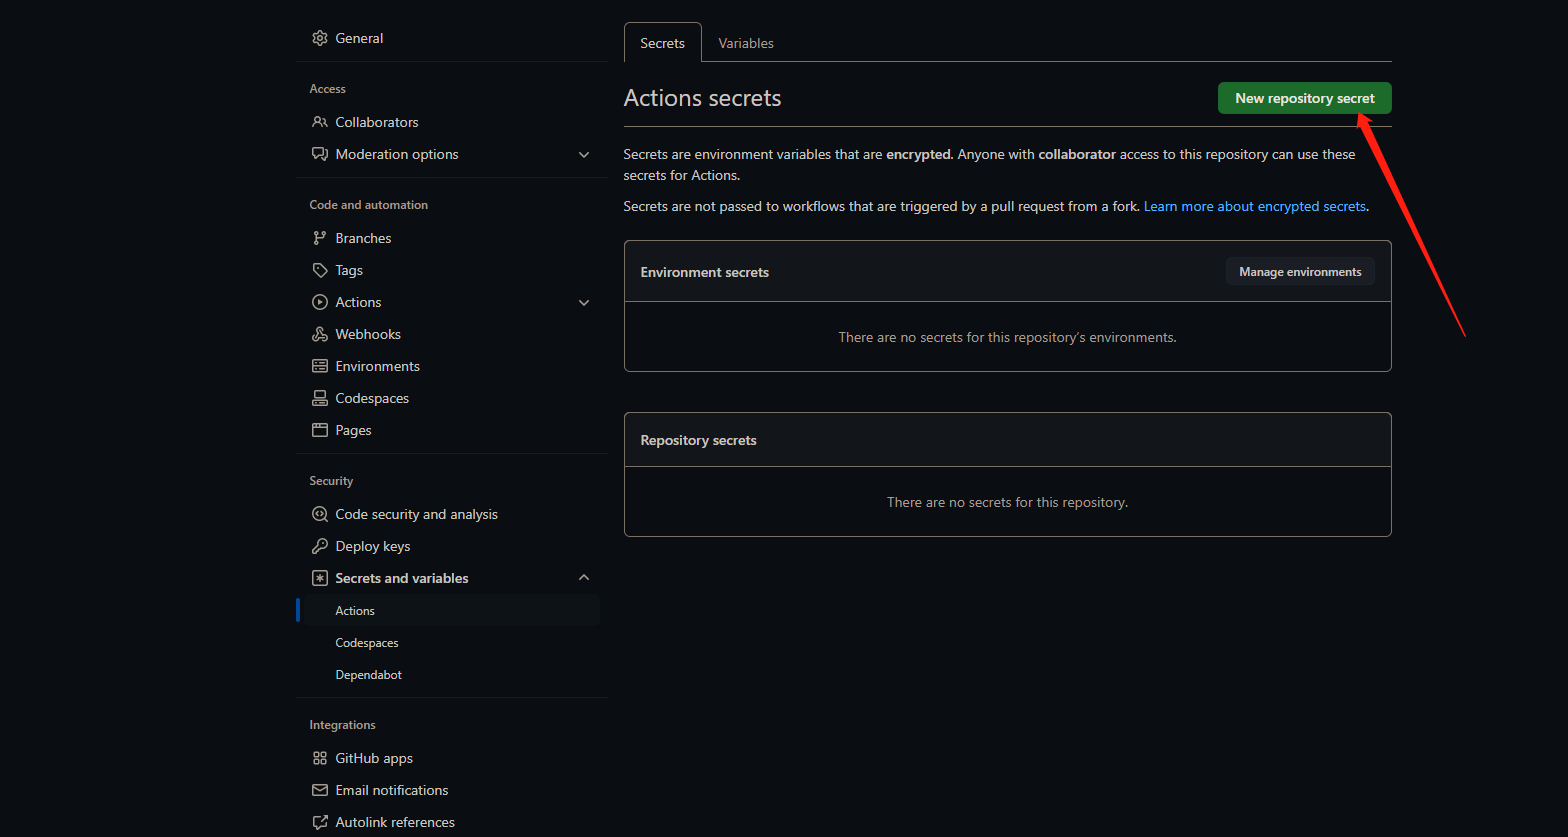 General
Access
Collaborators
Moderation options
Code and automation
Branches
Tags
Actions
Webhooks
Environments
Codespaces
Pages
Security
Code security and analysis
Deploy keys
Secrets and variables
Actions
Codespaces
Dependabot
Integrations
GitHub apps
Email notifications
Autolink references
Secrets
Variables
Actions secrets
New repository secret
Secrets are environment variables that are encrypted. Anyone with collaborator access to this repository can use these
secrets for Actions.
Secrets are not passed to workflows that are triggered by a pull request from a fork. Learn more about encrypted secrets.
Environment secrets
Manage environments
There are no secrets for this repository's environments.
Repository secrets
There are no secrets for this repository.